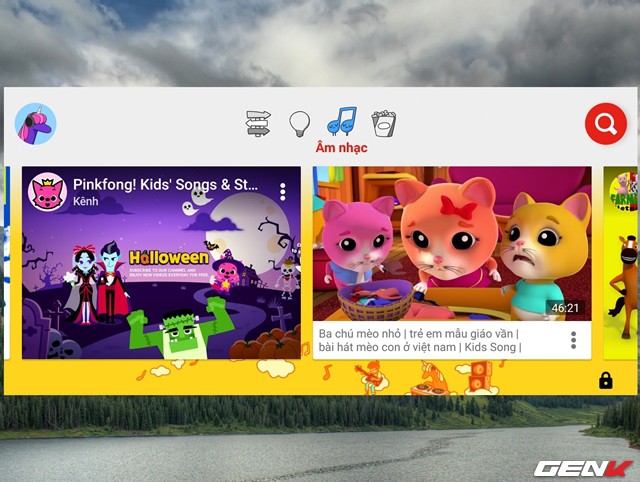 Âm nhạc
Pinkfong! Kids' Songs & St...
Kênh
Halloween
SUBSCRIBE TO OUR CHANNEL AND
ENJOY NEW VIDEOS EVERYDAY FOR FREE.
46:21
Ba chú mèo nhỏ | trẻ em mẫu giáo vần |
bài hát mèo con ở việt nam | Kids Song |
GENK